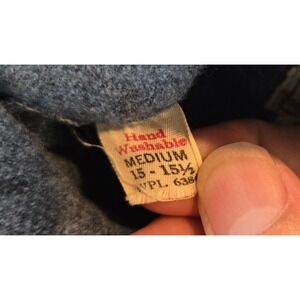 Hand
Washable
MEDIUM
15 - 15½
WPL. 638